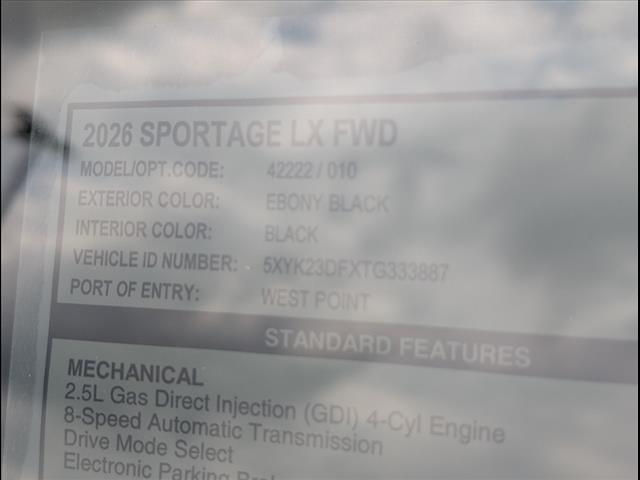 2026 SPORTAGE LX FWD
MODEL/OPT.CODE: 42222 / 010
EXTERIOR COLOR: EBONY BLACK
INTERIOR COLOR: BLACK
VEHICLE ID NUMBER: 5XYK23DFXTG333887
PORT OF ENTRY: WEST POINT
STANDARD FEATURES
MECHANICAL
2.5L Gas Direct Injection (GDI) 4-Cyl Engine
8-Speed Automatic Transmission
Drive Mode Select
Electronic Parking